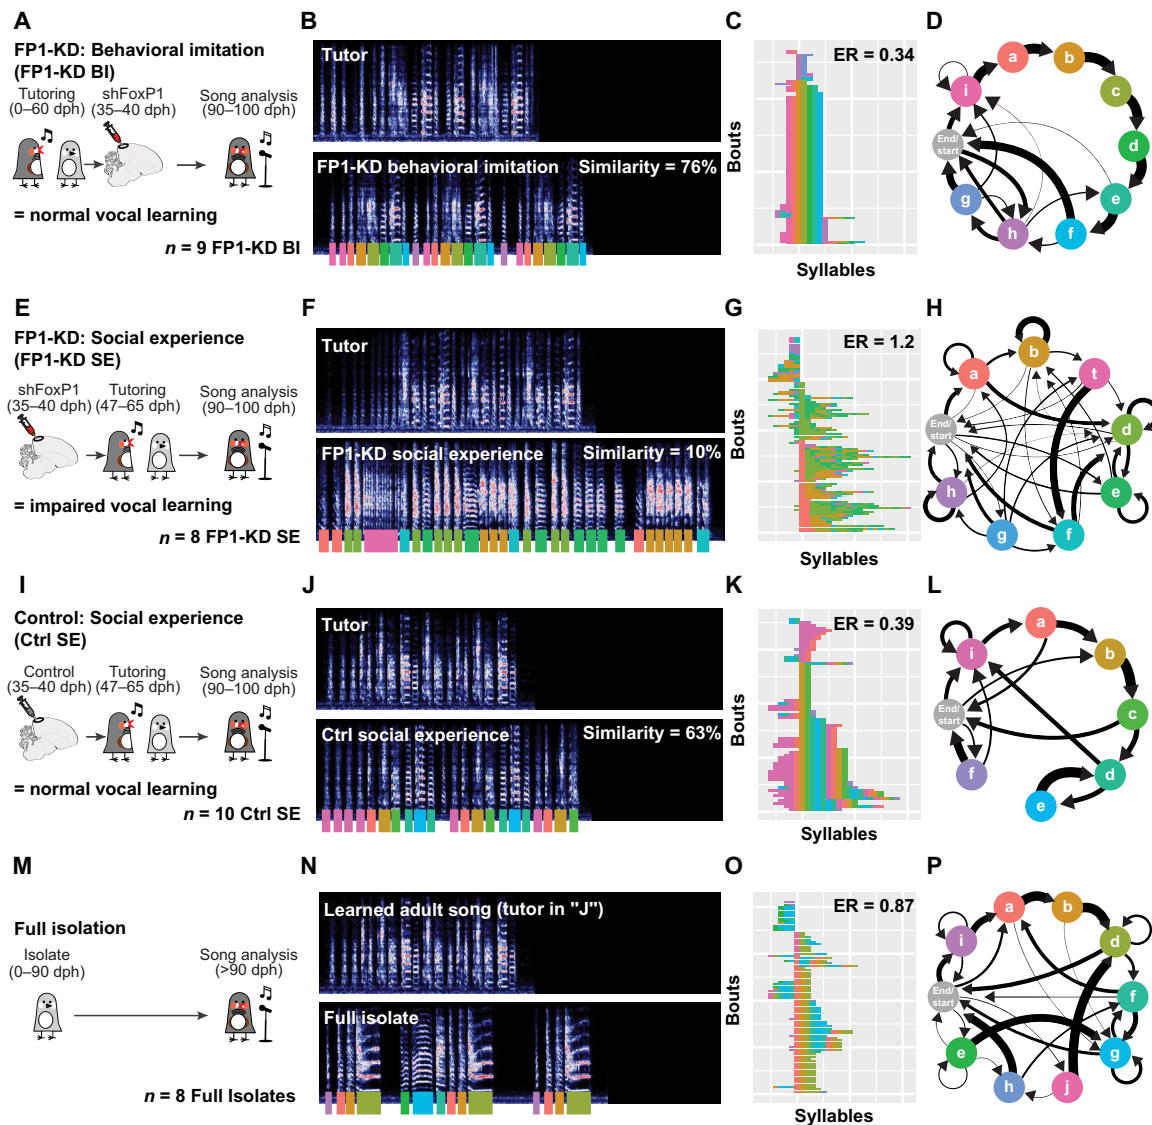 A
FP1-KD: Behavioral imitation
(FP1-KD BI)
Tutoring
(0–60 dph)
shFoxP1
(35–40 dph)
Song analysis
(90–100 dph)
= normal vocal learning
n = 9 FP1-KD BI
B
Tutor
FP1-KD behavioral imitation
Similarity = 76%
C
ER = 0.34
Bouts
Syllables
D
a
b
c
d
e
f
h
g
End/
start
i
E
FP1-KD: Social experience
(FP1-KD SE)
shFoxP1
(35–40 dph)
Tutoring
(47–65 dph)
Song analysis
(90–100 dph)
= impaired vocal learning
n = 8 FP1-KD SE
F
Tutor
FP1-KD social experience
Similarity = 10%
G
ER = 1.2
Bouts
Syllables
H
b
t
a
d
End/
start
e
h
g
f
I
Control: Social experience
(Ctrl SE)
Control
(35–40 dph)
Tutoring
(47–65 dph)
Song analysis
(90–100 dph)
= normal vocal learning
n = 10 Ctrl SE
J
Tutor
Ctrl social experience
Similarity = 63%
K
ER = 0.39
Bouts
Syllables
L
a
b
i
c
End/
start
d
f
e
M
Full isolation
Isolate
(0–90 dph)
Song analysis
(>90 dph)
n = 8 Full Isolates
N
Learned adult song (tutor in "J")
Full isolate
O
ER = 0.87
Bouts
Syllables
P
a
b
i
d
End/
start
f
e
g
h
j